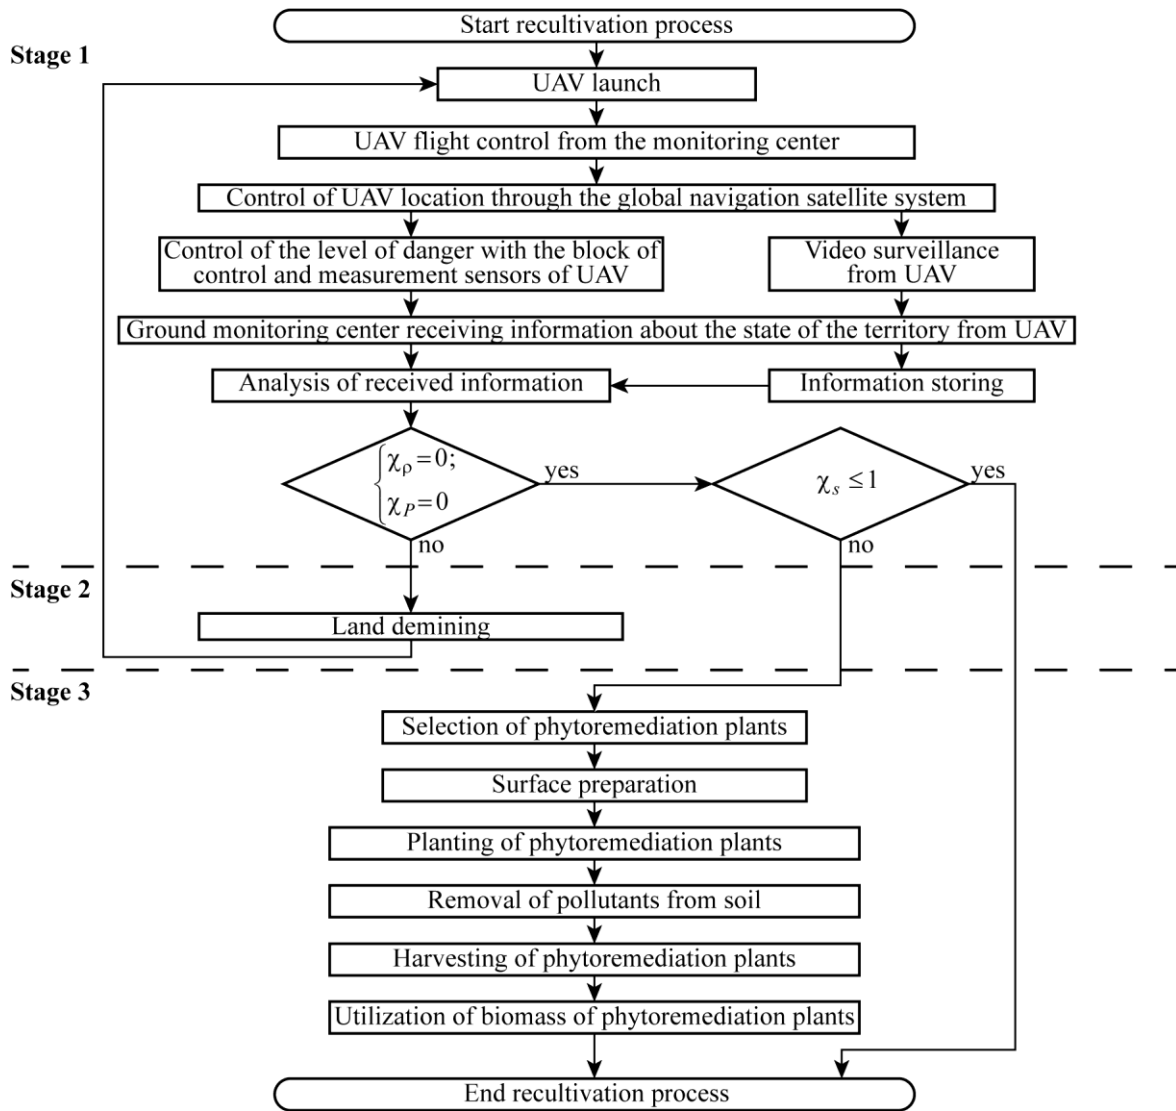 Start recultivation process
Stage 1
UAV launch
UAV flight control from the monitoring center
Control of UAV location through the global navigation satellite system
Control of the level of danger with the block of
control and measurement sensors of UAV
Video surveillance
from UAV
Ground monitoring center receiving information about the state of the territory from UAV
Analysis of received information
Information storing
χρ=0;
χP=0
yes
χs ≤1
yes
no
no
Stage 2
Land demining
Stage 3
Selection of phytoremediation plants
Surface preparation
Planting of phytoremediation plants
Removal of pollutants from soil
Harvesting of phytoremediation plants
Utilization of biomass of phytoremediation plants
End recultivation process